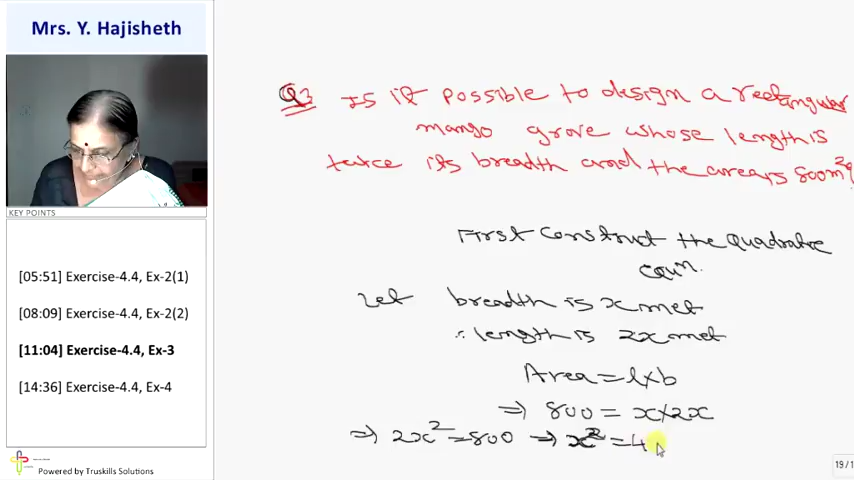 Mrs. Y. Hajisheth
KEY POINTS
[05:51] Exercise-4.4, Ex-2(1)
[08:09] Exercise-4.4, Ex-2(2)
[11:04] Exercise-4.4, Ex-3
[14:36] Exercise-4.4, Ex-4
Powered by Truskills Solutions
Q3 Is it possible to design a rectangular
mango grove whose length is
twice its breadth and the area is 800m²?
First construct the Quadratic
equⁿ.
Let breadth is x met
∴ length is 2x met
Area = l×b
⇒ 800 = x×2x
⇒ 2x² = 800 ⇒ x² = 4
19/1